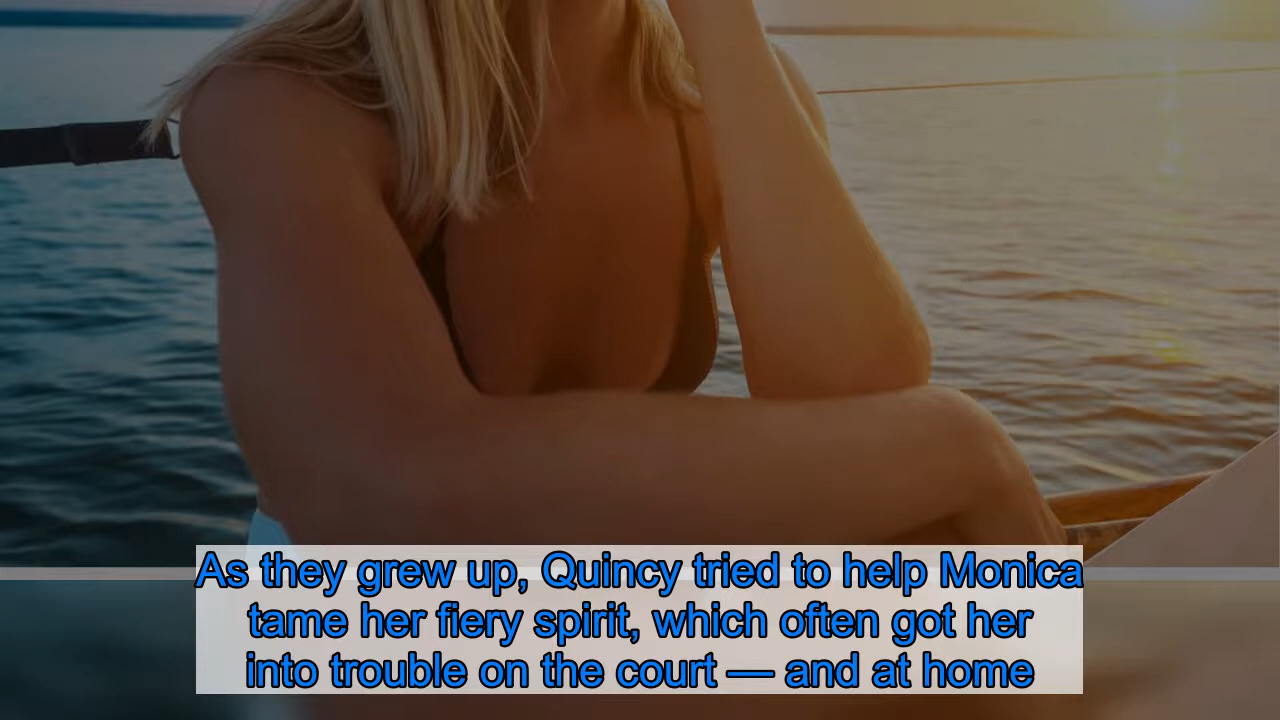 As they grew up, Quincy tried to help Monica
tame her fiery spirit, which often got her
into trouble on the court — and at home